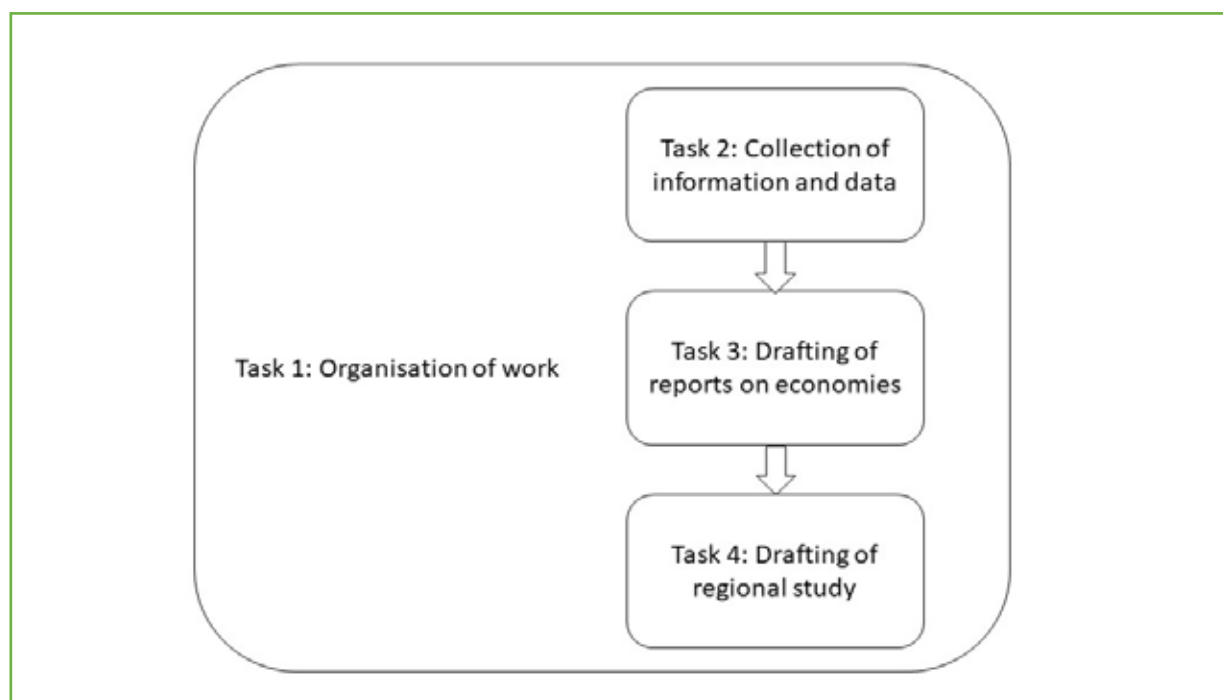 Task 2: Collection of
information and data
Task 1: Organisation of work
Task 3: Drafting of
reports on economies
Task 4: Drafting of
regional study